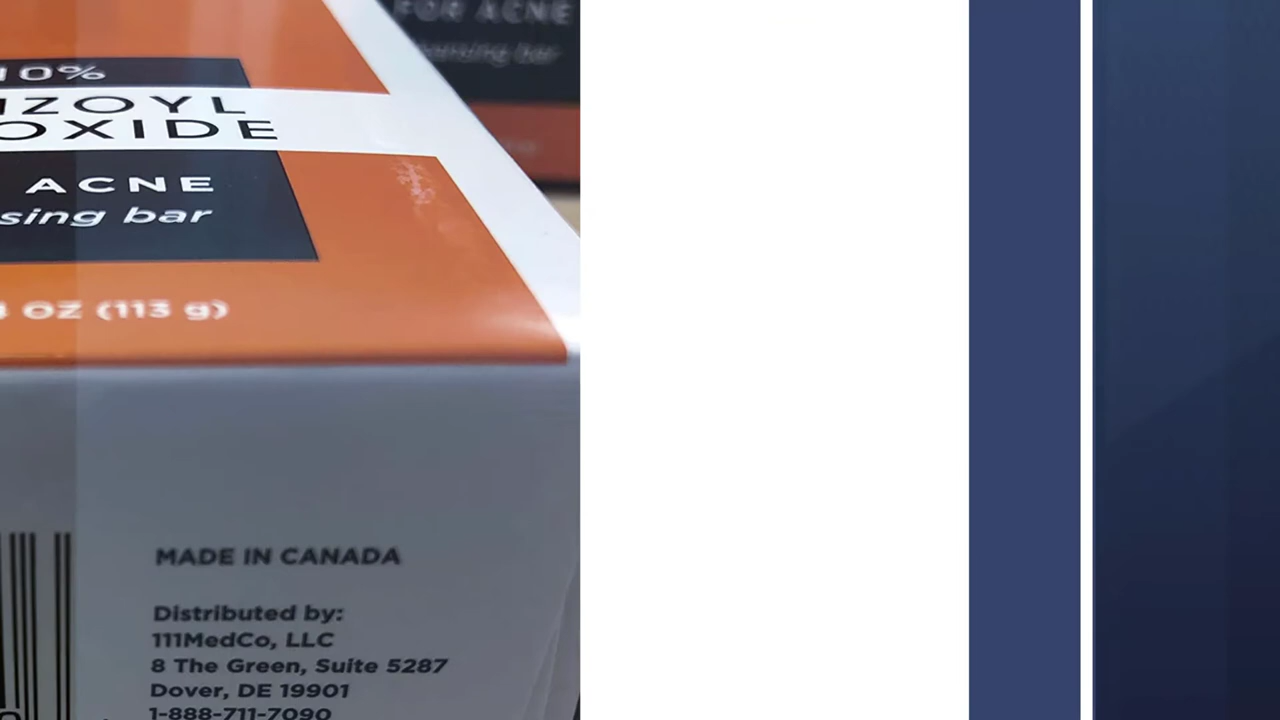 10%
NZOYL
OXIDE
ACNE
sing bar
OZ (113 g)
FOR ACNE
bar
MADE IN CANADA
Distributed by:
111MedCo, LLC
8 The Green, Suite 5287
Dover, DE 19901
1-888-711-7090